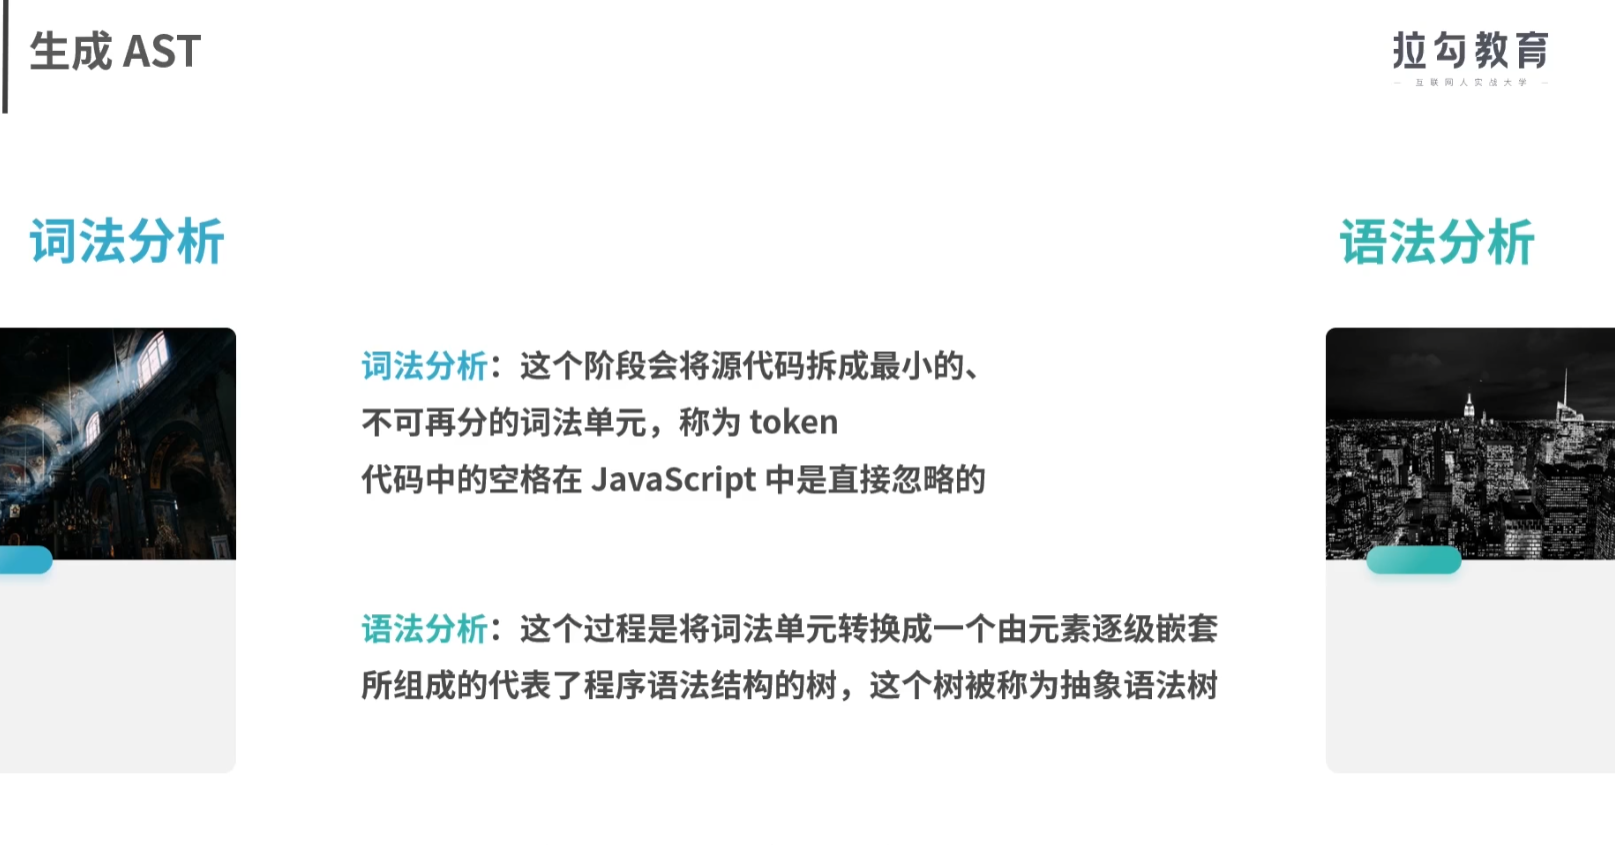 生成 AST
拉勾教育
互联网人实战大学
词法分析
语法分析
词法分析：这个阶段会将源代码拆成最小的、
不可再分的词法单元，称为 token
代码中的空格在 JavaScript 中是直接忽略的
语法分析：这个过程是将词法单元转换成一个由元素逐级嵌套
所组成的代表了程序语法结构的树，这个树被称为抽象语法树